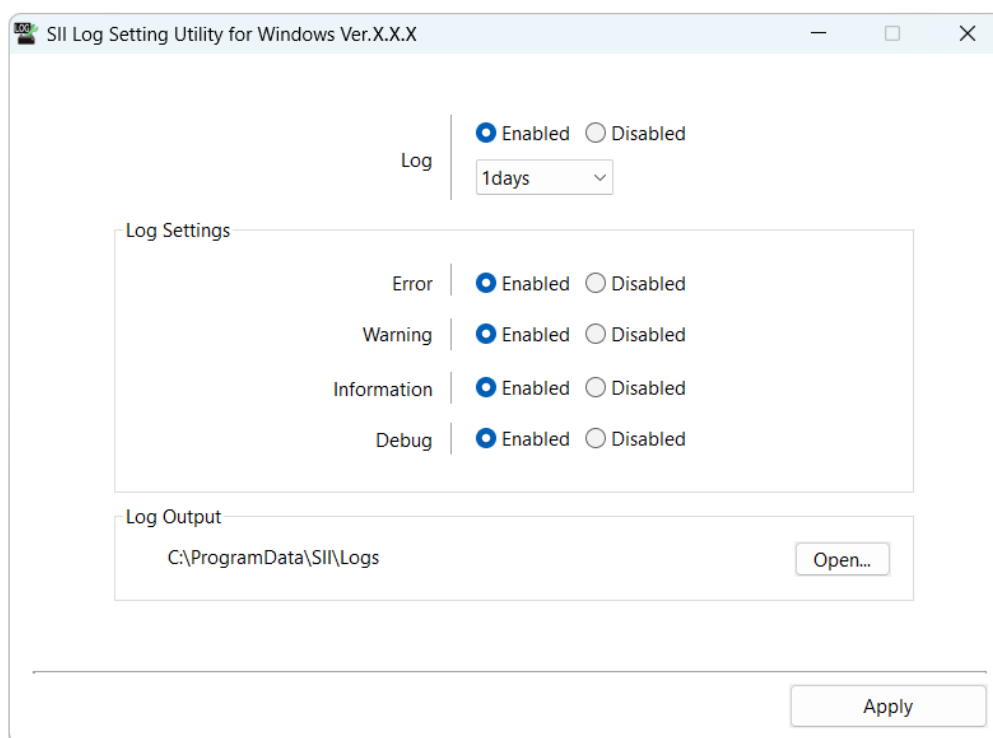 LOG
SII Log Setting Utility for Windows Ver.X.X.X
Log
Enabled Disabled
1days
Log Settings
Error Enabled Disabled
Warning Enabled Disabled
Information Enabled Disabled
Debug Enabled Disabled
Log Output
C:\ProgramData\SII\Logs Open...
Apply